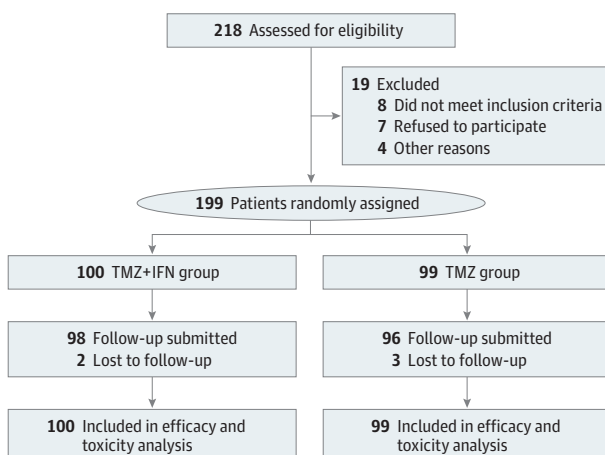 218 Assessed for eligibility
19 Excluded
8 Did not meet inclusion criteria
7 Refused to participate
4 Other reasons
199 Patients randomly assigned
100 TMZ+IFN group
99 TMZ group
98 Follow-up submitted
2 Lost to follow-up
96 Follow-up submitted
3 Lost to follow-up
100 Included in efficacy and
toxicity analysis
99 Included in efficacy and
toxicity analysis